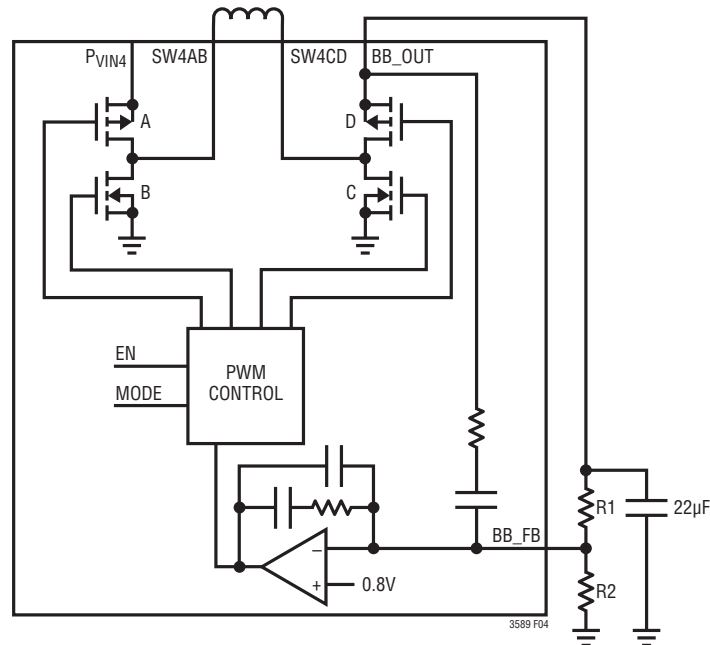 PVIN4 SW4AB SW4CD BB_OUT
A D
B C
EN
MODE
PWM
CONTROL
R1 22µF
BB_FB
–
+ 0.8V
R2
3589 F04